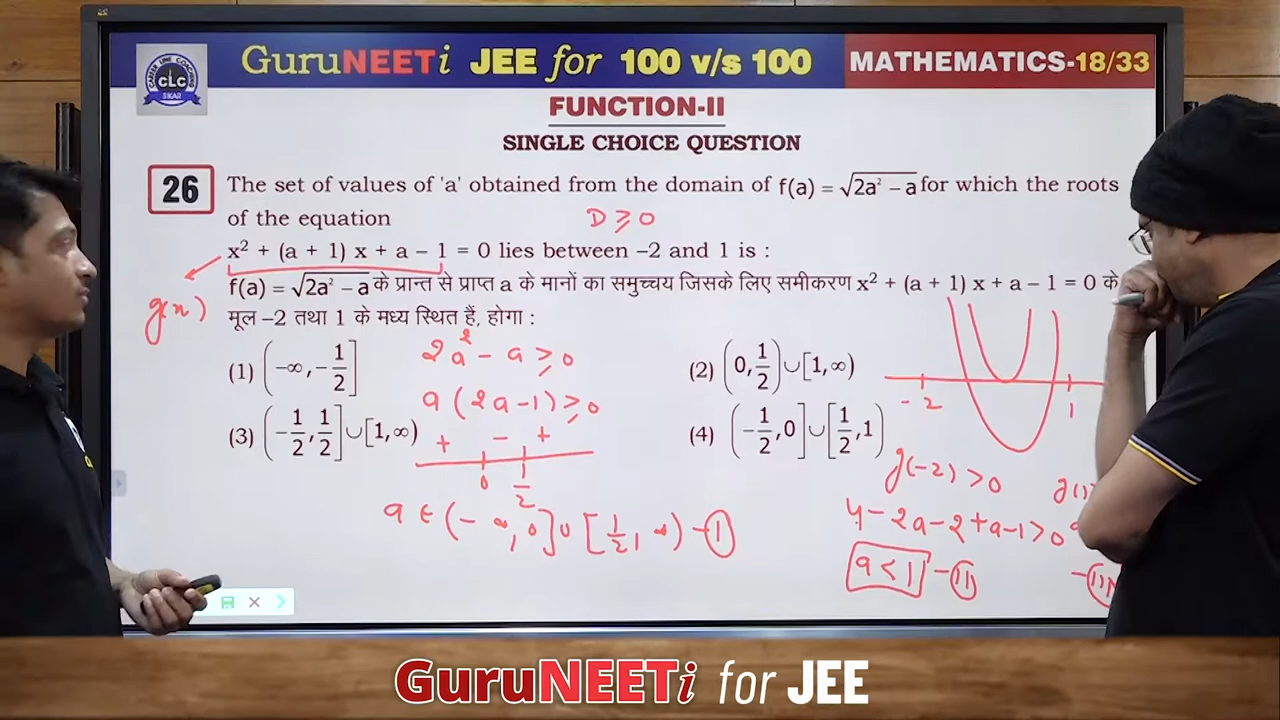 GuruNEETi JEE for 100 v/s 100
MATHEMATICS-18/33
CLC
SIKAR
FUNCTION-II
SINGLE CHOICE QUESTION
26 The set of values of 'a' obtained from the domain of f(a) = √(2a² – a) for which the roots
of the equation
D ≥ 0
x² + (a + 1) x + a – 1 = 0 lies between –2 and 1 is :
g(x)
f(a) = √(2a² – a) के प्रान्त से प्राप्त a के मानों का समुच्चय जिसके लिए समीकरण x² + (a + 1) x + a – 1 = 0 के
मूल –2 तथा 1 के मध्य स्थित हैं, होगा :
(1) (–∞, –1/2]
(2) (0, 1/2) ∪ [1, ∞)
(3) (–1/2, 1/2] ∪ [1, ∞)
(4) (–1/2, 0] ∪ [1/2, 1)
2a² – a ≥ 0
a (2a – 1) ≥ 0
+ – +
0 1/2
a ∈ (–∞, 0] ∪ [1/2, ∞) – I
–2 1
g(–2) > 0
4 – 2a – 2 + a – 1 > 0
a < 1 – II
GuruNEETi for JEE